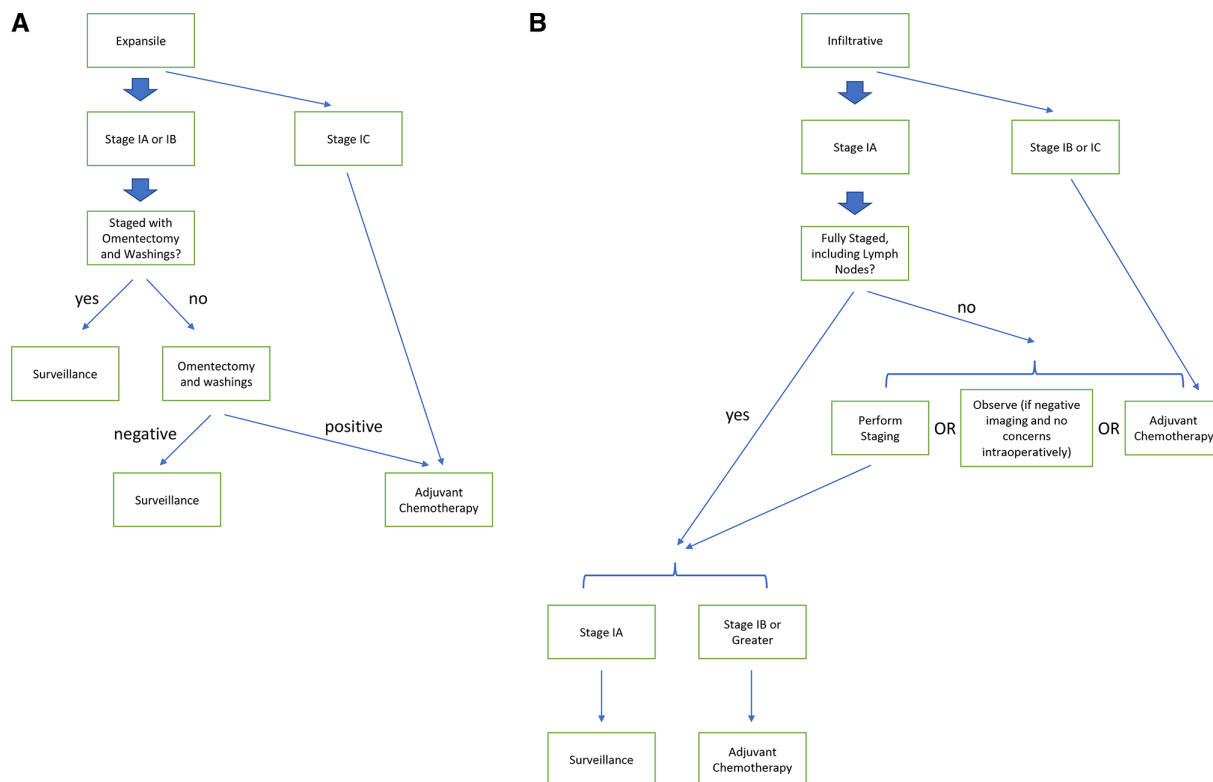 A
Expansile
Stage IA or IB
Stage IC
Staged with
Omentectomy
and Washings?
yes
no
Surveillance
Omentectomy
and washings
negative
positive
Surveillance
Adjuvant
Chemotherapy
B
Infiltrative
Stage IA
Stage IB or IC
Fully Staged,
including Lymph
Nodes?
no
yes
Perform
Staging
OR
Observe (if negative
imaging and no
concerns
intraoperatively)
OR
Adjuvant
Chemotherapy
Stage IA
Stage IB or
Greater
Surveillance
Adjuvant
Chemotherapy